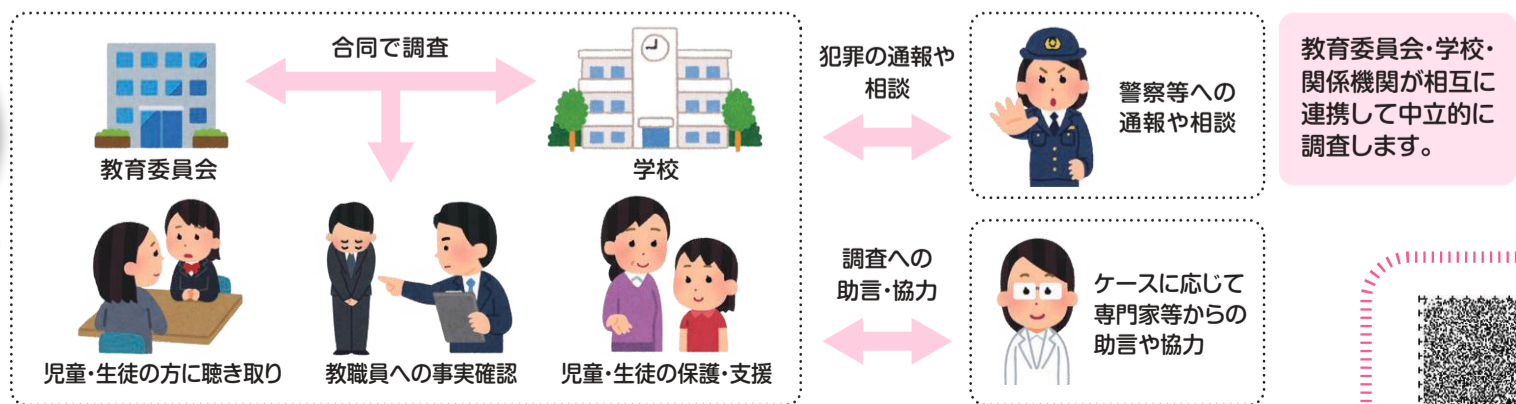 合同で調査
教育委員会
学校
児童・生徒の方に聴き取り
教職員への事実確認
児童・生徒の保護・支援
犯罪の通報や
相談
警察等への
通報や相談
調査への
助言・協力
ケースに応じて
専門家等からの
助言や協力
教育委員会・学校・
関係機関が相互に
連携して中立的に
調査します。